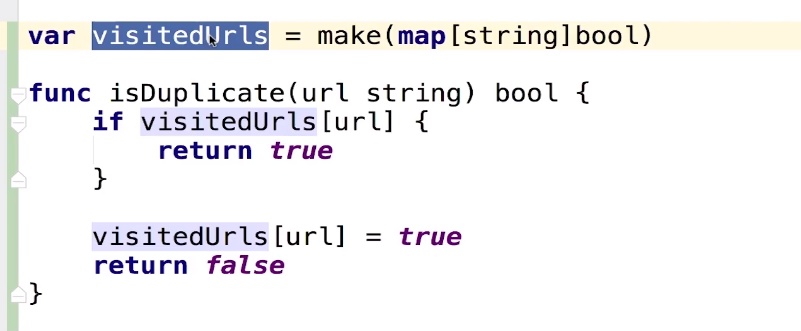 var visitedUrls = make(map[string]bool)
func isDuplicate(url string) bool {
if visitedUrls[url] {
return true
}
visitedUrls[url] = true
return false
}